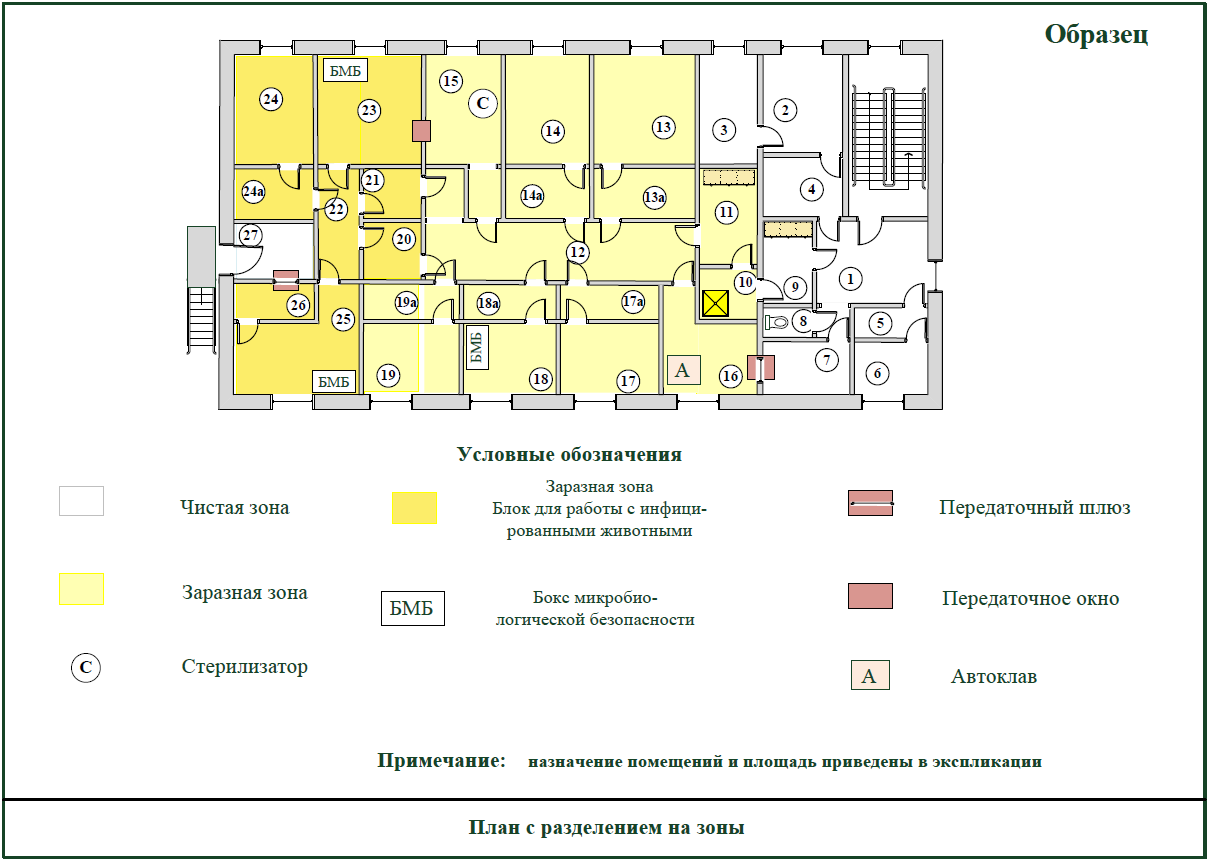 Образец
БМБ
15
С
24
23
14
13
3
2
21
4
24а
22
14а
13а
11
27
20
12
10
9
1
26
25
19а
18а
17а
8
5
БМБ
А
7
6
БМБ
19
18
17
16
Условные обозначения
Чистая зона
Заразная зона
Блок для работы с инфици-
рованными животными
Передаточный шлюз
Заразная зона
БМБ
Бокс микробио-
логической безопасности
Передаточное окно
С
Стерилизатор
А
Автоклав
Примечание: назначение помещений и площадь приведены в экспликации
План с разделением на зоны